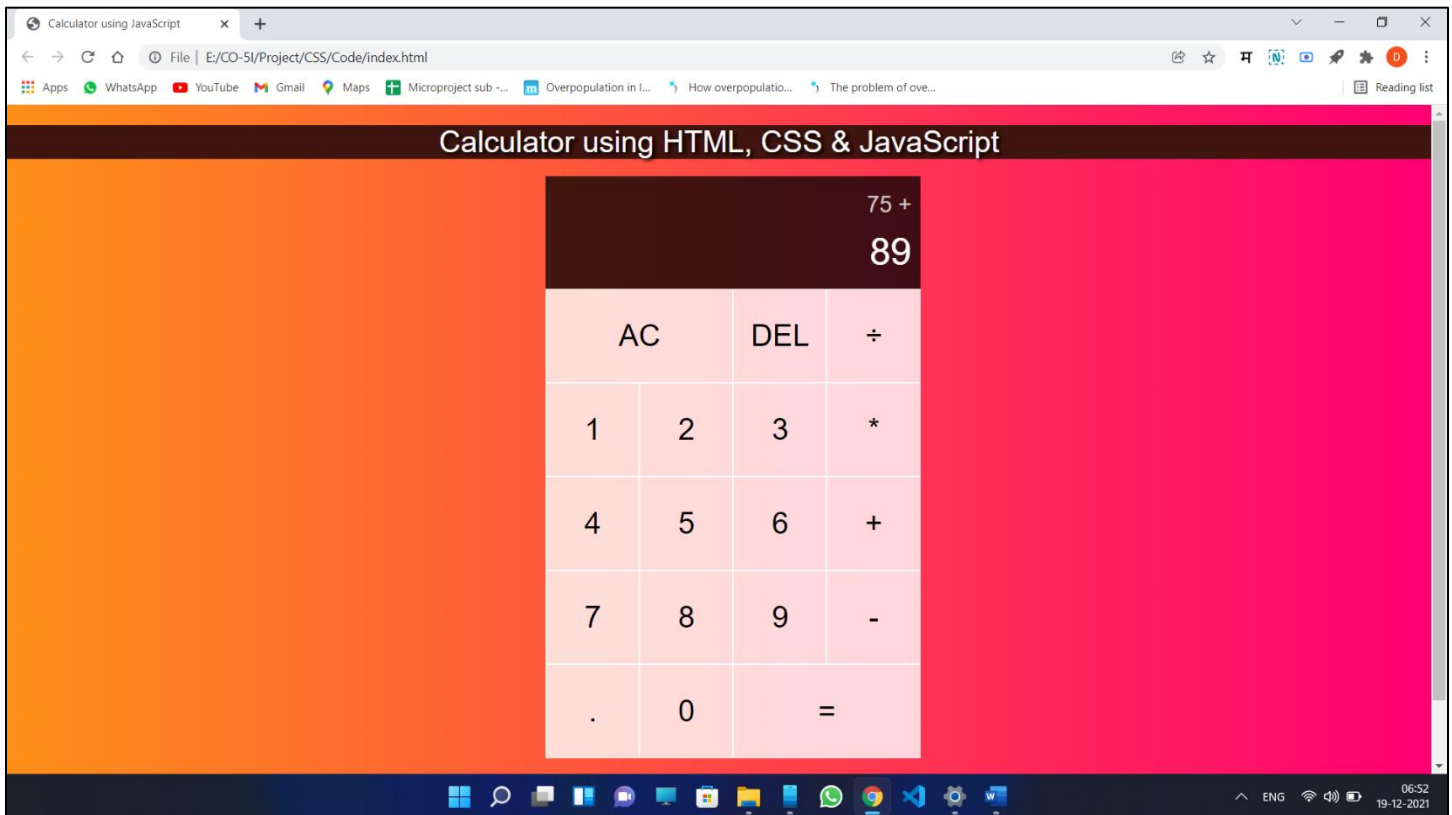 Calculator using JavaScript
File | E:/CO-5I/Project/CSS/Code/index.html
म
N
D
Apps WhatsApp YouTube Gmail Maps Microproject sub -... m Overpopulation in I... How overpopulatio... The problem of ove... Reading list
Calculator using HTML, CSS & JavaScript
75 +
89
AC DEL ÷
1 2 3 *
4 5 6 +
7 8 9 -
. 0 =
W
ENG
06:52
19-12-2021